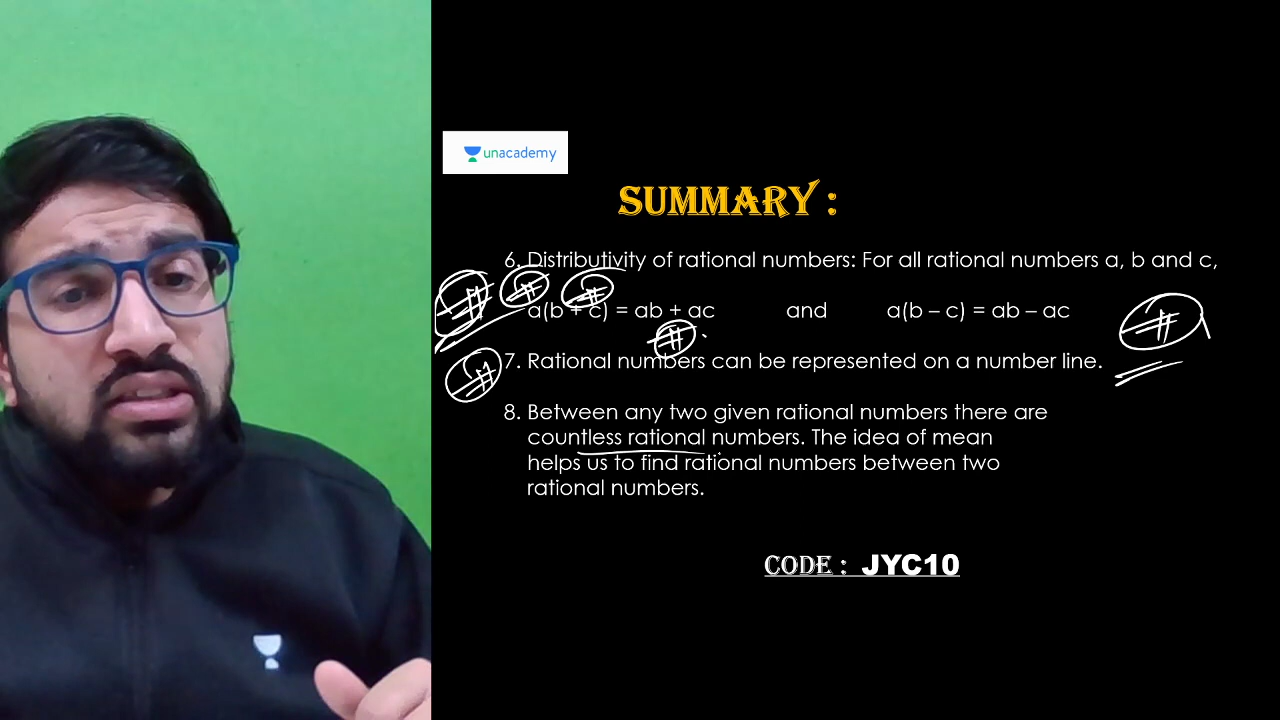 unacademy
SUMMARY :
6. Distributivity of rational numbers: For all rational numbers a, b and c,
a(b + c) = ab + ac and a(b – c) = ab – ac
7. Rational numbers can be represented on a number line.
8. Between any two given rational numbers there are
countless rational numbers. The idea of mean
helps us to find rational numbers between two
rational numbers.
CODE : JYC10